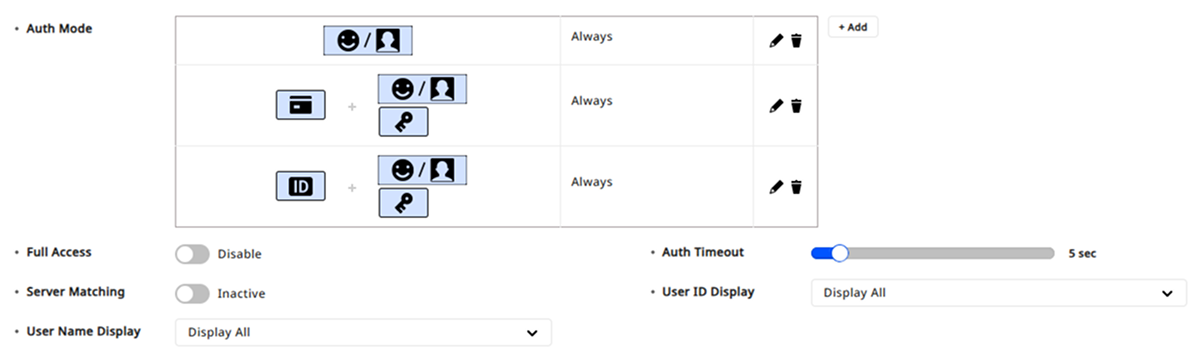 Auth Mode
Always
+ Add
Always
ID
Always
Full Access
Disable
Auth Timeout
5 sec
Server Matching
Inactive
User ID Display
Display All
User Name Display
Display All